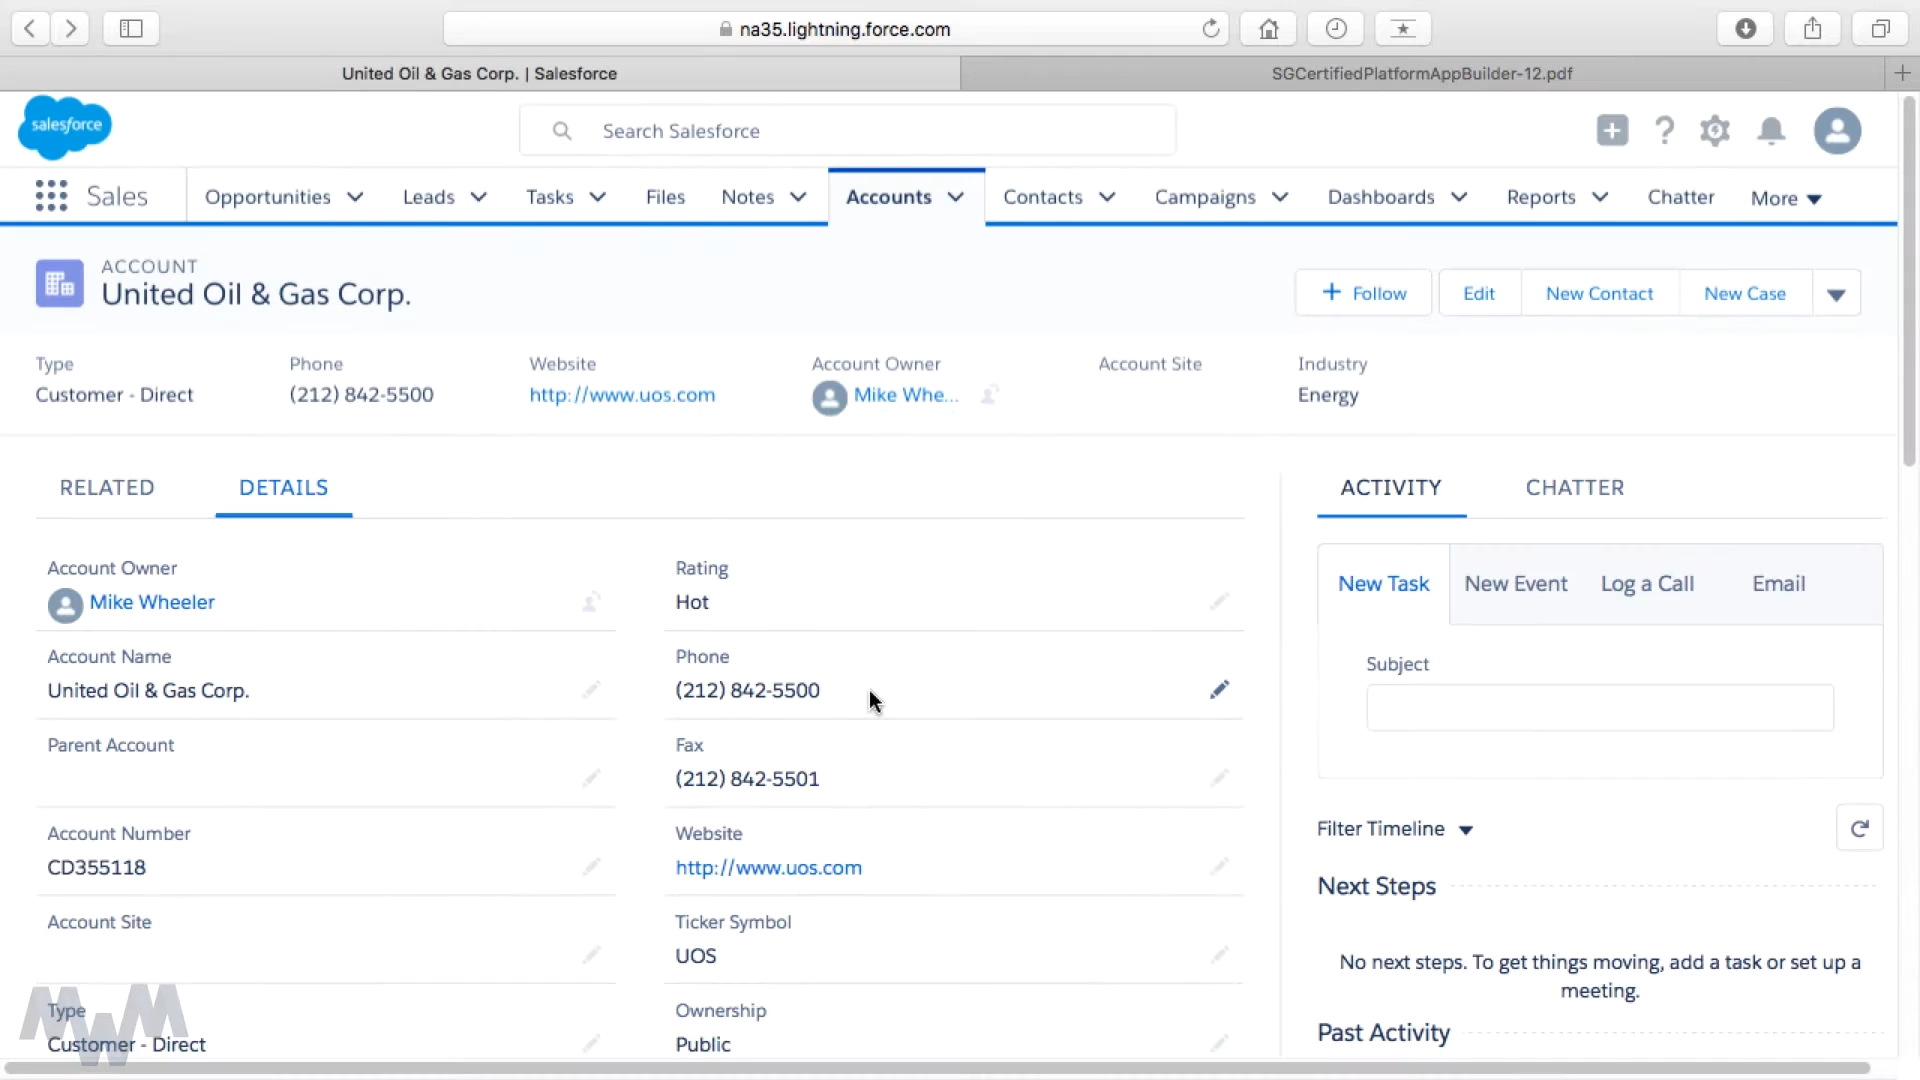 na35.lightning.force.com
United Oil & Gas Corp. | Salesforce
SGCertifiedPlatformAppBuilder-12.pdf
salesforce
Search Salesforce
Sales
Opportunities
Leads
Tasks
Files
Notes
Accounts
Contacts
Campaigns
Dashboards
Reports
Chatter
More
ACCOUNT
United Oil & Gas Corp.
Follow
Edit
New Contact
New Case
Type
Customer - Direct
Phone
(212) 842-5500
Website
http://www.uos.com
Account Owner
Mike Whe...
Account Site
Industry
Energy
RELATED
DETAILS
Account Owner
Mike Wheeler
Account Name
United Oil & Gas Corp.
Parent Account
Account Number
CD355118
Account Site
Type
Customer - Direct
MWM
Rating
Hot
Phone
(212) 842-5500
Fax
(212) 842-5501
Website
http://www.uos.com
Ticker Symbol
UOS
Ownership
Public
ACTIVITY
CHATTER
New Task
New Event
Log a Call
Email
Subject
Filter Timeline
Next Steps
No next steps. To get things moving, add a task or set up a
meeting.
Past Activity